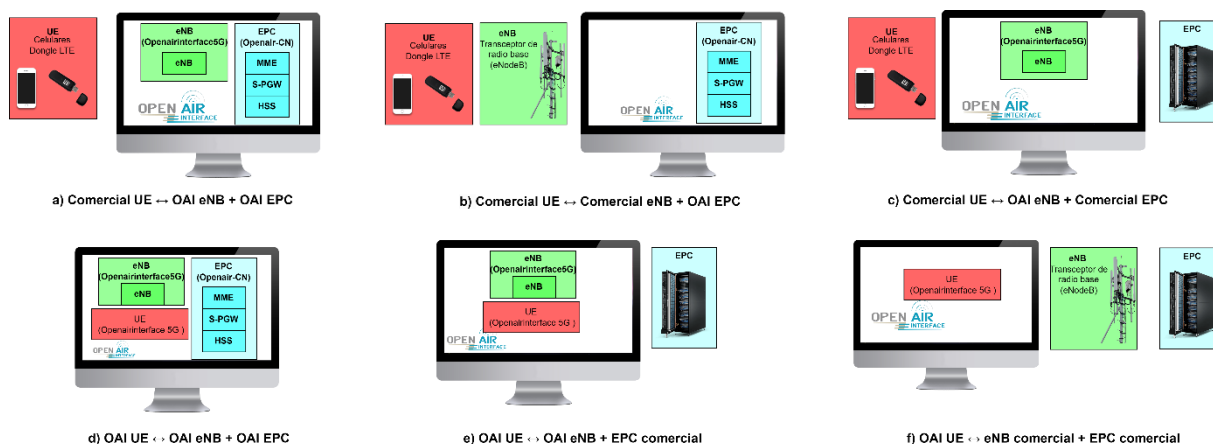 UE
Celulares
Dongle LTE
eNB
(Openairinterface5G)
eNB
EPC
(Openair-CN)
MME
S-PGW
HSS
OPEN AIR
INTERFACE
a) Comercial UE ↔ OAI eNB + OAI EPC
UE
Celulares
Dongle LTE
eNB
Transceptor de
radio base
(eNodeB)
EPC
(Openair-CN)
MME
S-PGW
HSS
OPEN AIR
INTERFACE
b) Comercial UE ↔ Comercial eNB + OAI EPC
UE
Celulares
Dongle LTE
eNB
(Openairinterface5G)
eNB
OPEN AIR
INTERFACE
EPC
c) Comercial UE ↔ OAI eNB + Comercial EPC
eNB
(Openairinterface5G)
eNB
UE
(Openairinterface 5G )
EPC
(Openair-CN)
MME
S-PGW
HSS
OPEN AIR
INTERFACE
d) OAI UE ↔ OAI eNB + OAI EPC
eNB
(Openairinterface5G)
eNB
UE
(Openairinterface 5G )
OPEN AIR
INTERFACE
EPC
e) OAI UE ↔ OAI eNB + EPC comercial
UE
(Openairinterface 5G )
OPEN AIR
INTERFACE
eNB
Transceptor de
radio base
(eNodeB)
EPC
f) OAI UE ↔ eNB comercial + EPC comercial